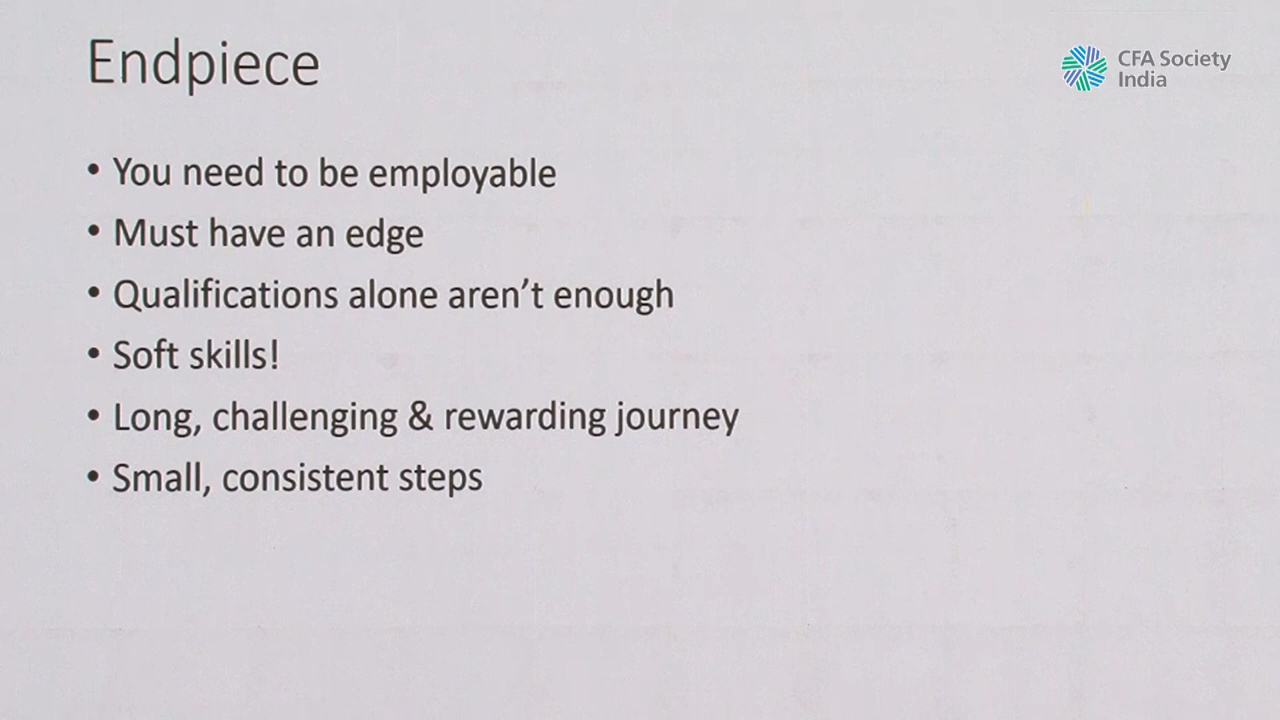 Endpiece
CFA Society
India
• You need to be employable
• Must have an edge
• Qualifications alone aren’t enough
• Soft skills!
• Long, challenging & rewarding journey
• Small, consistent steps